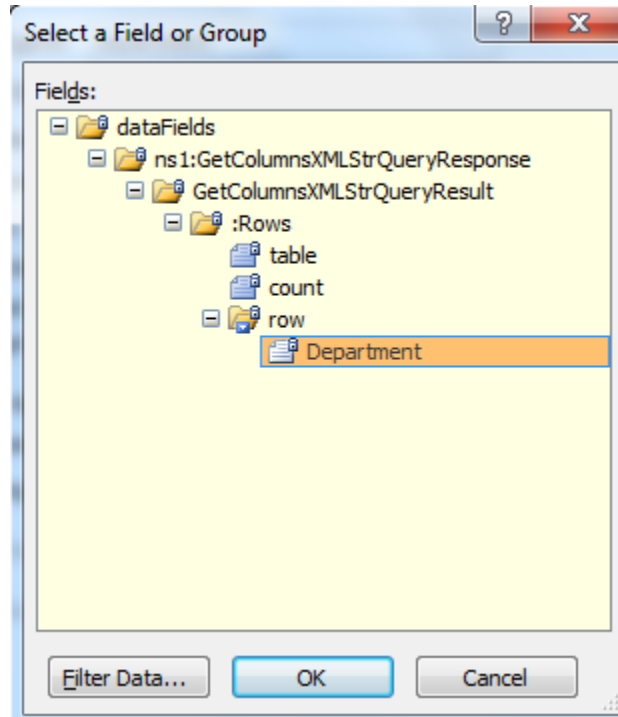 Select a Field or Group
?
X
Fields:
dataFields
ns1:GetColumnsXMLStrQueryResponse
GetColumnsXMLStrQueryResult
:Rows
table
count
row
Department
Filter Data... OK Cancel